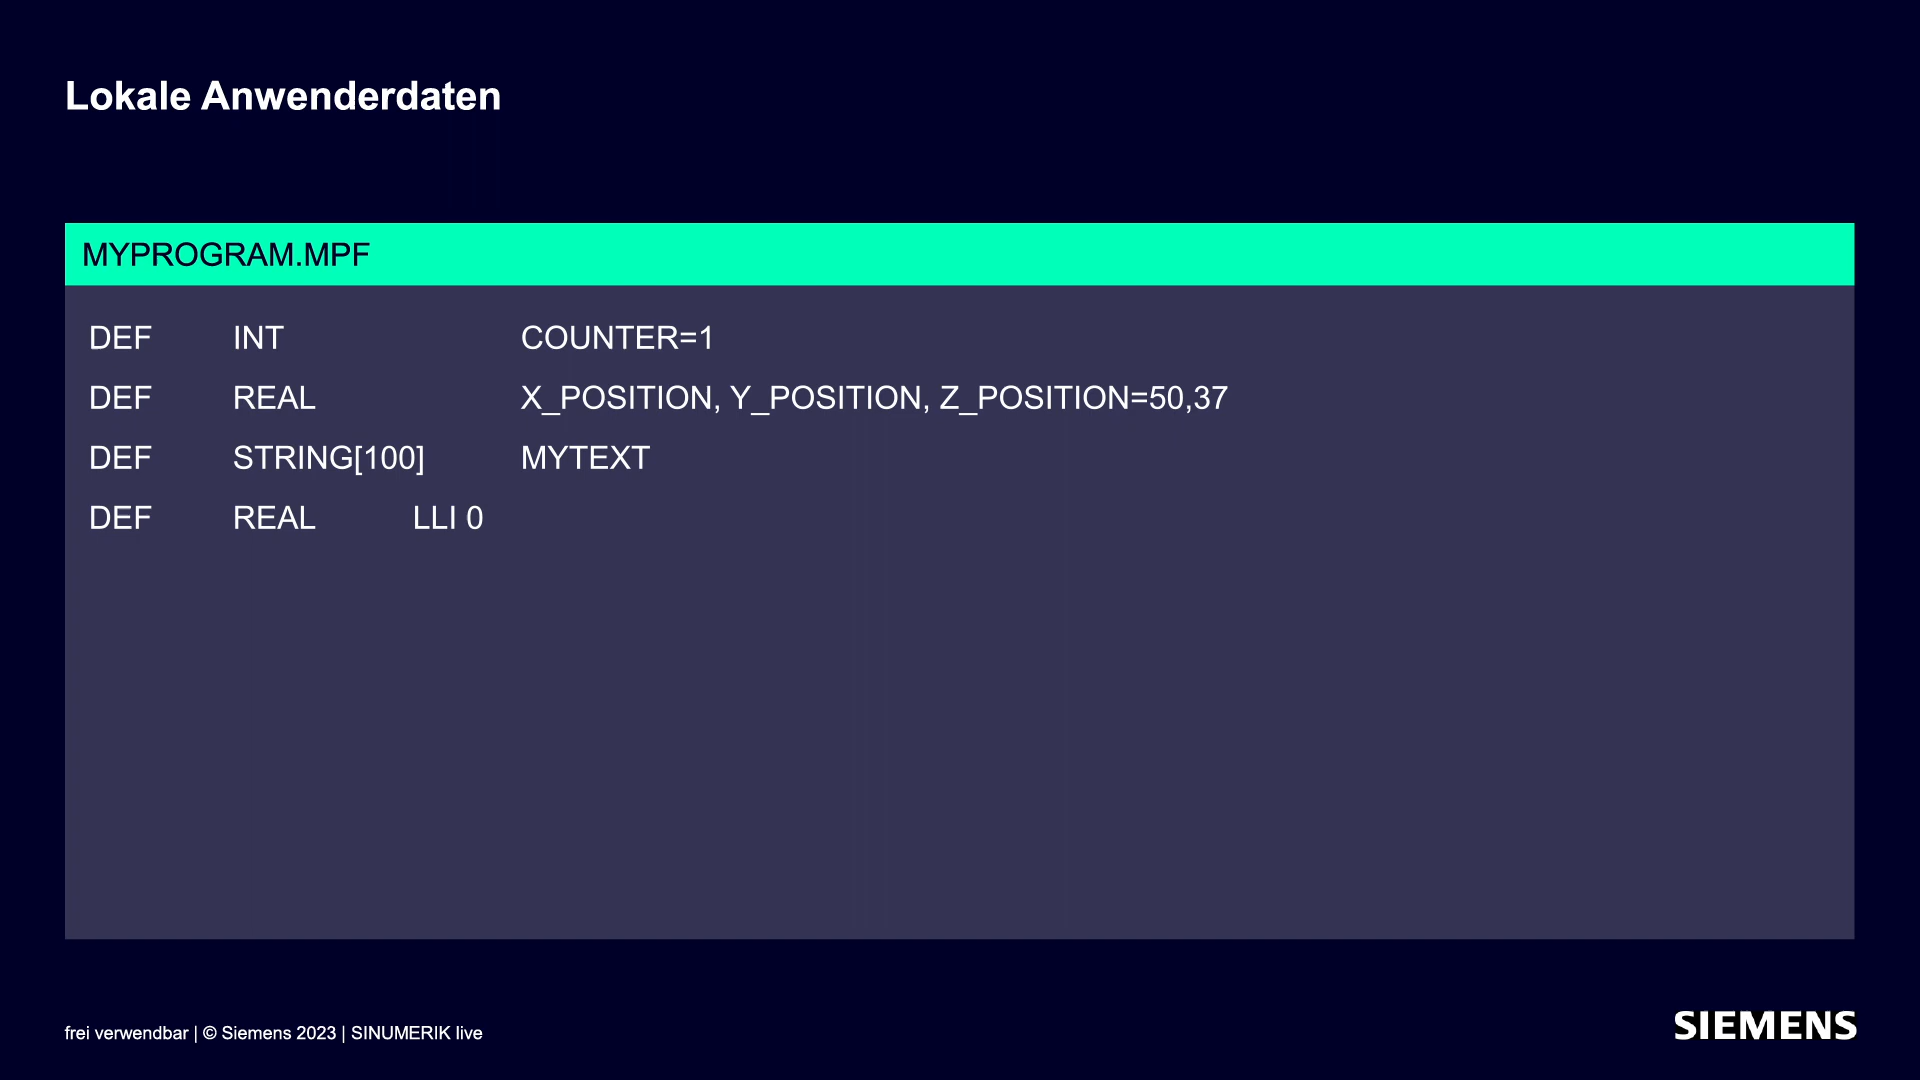 Lokale Anwenderdaten
MYPROGRAM.MPF
DEF INT COUNTER=1
DEF REAL X_POSITION, Y_POSITION, Z_POSITION=50,37
DEF STRING[100] MYTEXT
DEF REAL LLI 0
frei verwendbar | © Siemens 2023 | SINUMERIK live
SIEMENS